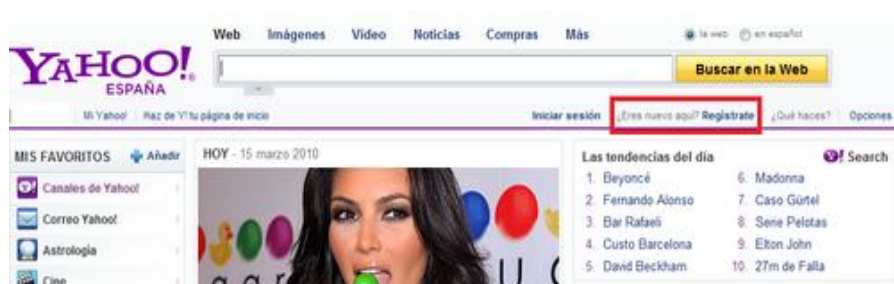 Web Imágenes Vídeo Noticias Compras Más la web en español
YAHOO!
ESPAÑA
Buscar en la Web
Mi Yahoo! Haz de Y! tu página de inicio Iniciar sesión ¿Eres nuevo aquí? Regístrate ¿Qué haces? Opciones
MIS FAVORITOS Añadir
Canales de Yahoo!
Correo Yahoo!
Astrología
Cine
HOY - 15 marzo 2010
Las tendencias del día Y! Search
1. Beyoncé 6. Madonna
2. Fernando Alonso 7. Caso Gürtel
3. Bar Rafaeli 8. Serie Pelotas
4. Custo Barcelona 9. Elton John
5. David Beckham 10. 27m de Falla